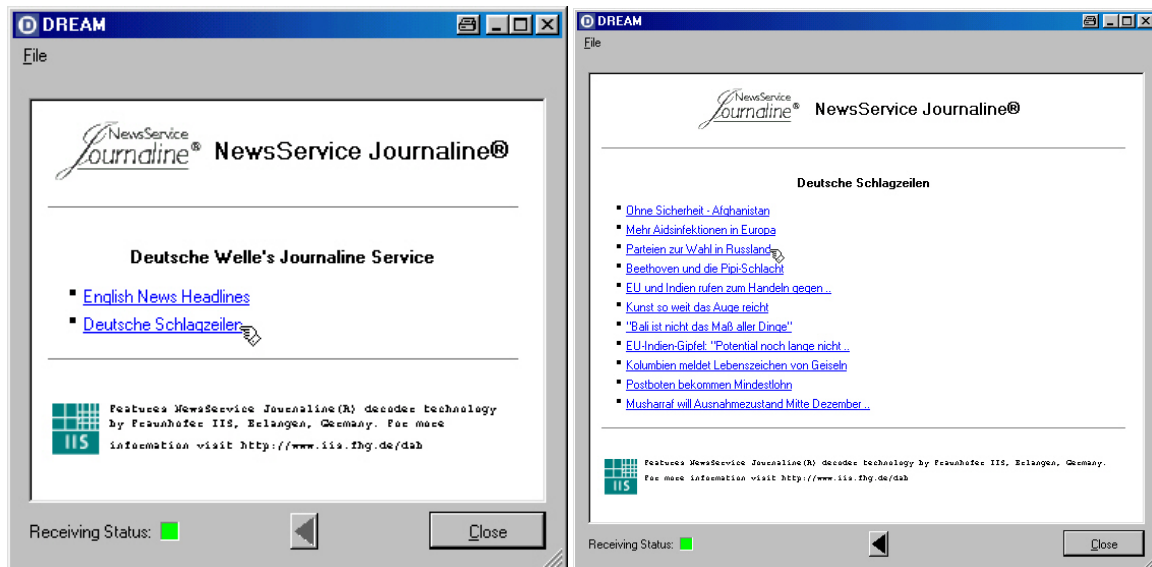 DREAM
File
NewsService
Journaline® NewsService Journaline®
Deutsche Welle's Journaline Service
English News Headlines
Deutsche Schlagzeilen
IIS
Features NewsService Journaline(R) decoder technology
by Fraunhofer IIS, Erlangen, Germany. For more
information visit http://www.iis.fhg.de/dab
Receiving Status:
Close
DREAM
File
NewsService
Journaline® NewsService Journaline®
Deutsche Schlagzeilen
Ohne Sicherheit - Afghanistan
Mehr Aidsinfektionen in Europa
Parteien zur Wahl in Russland
Beethoven und die Pipi-Schlacht
EU und Indien rufen zum Handeln gegen ..
Kunst so weit das Auge reicht
"Bali ist nicht das Maß aller Dinge"
EU-Indien-Gipfel: "Potential noch lange nicht ..
Kolumbien meldet Lebenszeichen von Geiseln
Postboten bekommen Mindestlohn
Musharraf will Ausnahmezustand Mitte Dezember ..
IIS
Features NewsService Journaline(R) decoder technology by Fraunhofer IIS, Erlangen, Germany.
For more information visit http://www.iis.fhg.de/dab
Receiving Status:
Close